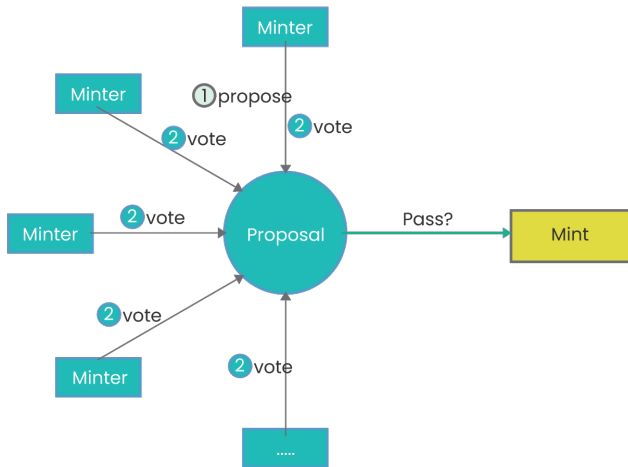 Minter
1 propose
2 vote
Minter
2 vote
Minter
2 vote
Proposal
Pass?
Mint
2 vote
Minter
2 vote
.....